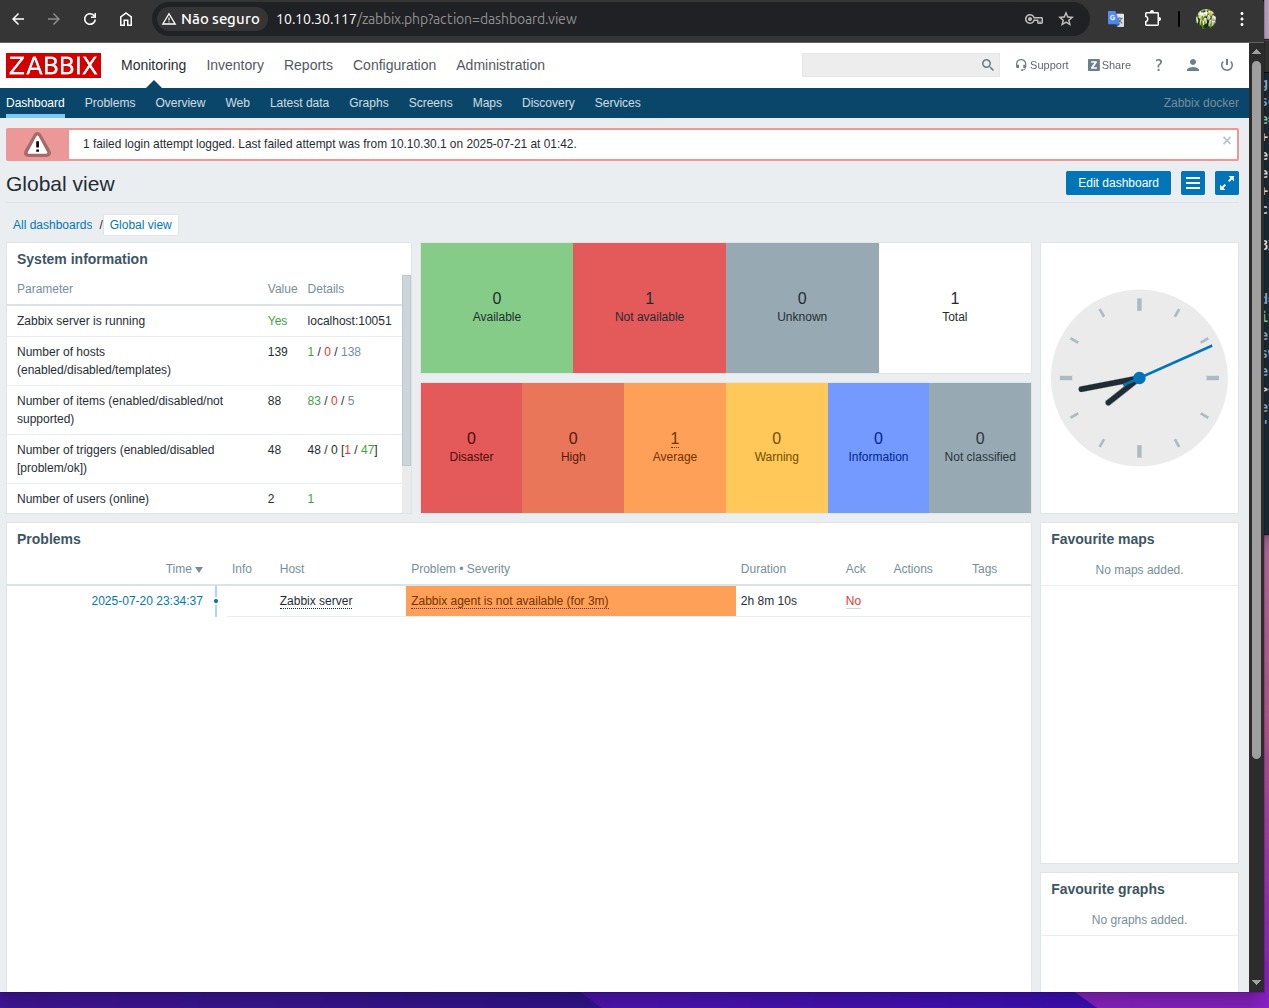 Não seguro 10.10.30.117/zabbix.php?action=dashboard.view
ZABBIX Monitoring Inventory Reports Configuration Administration Support Z Share ?
Dashboard Problems Overview Web Latest data Graphs Screens Maps Discovery Services Zabbix docker
1 failed login attempt logged. Last failed attempt was from 10.10.30.1 on 2025-07-21 at 01:42.
Global view
Edit dashboard
All dashboards / Global view
System information
Parameter Value Details
Zabbix server is running Yes localhost:10051
Number of hosts
(enabled/disabled/templates) 139 1 / 0 / 138
Number of items (enabled/disabled/not
supported) 88 83 / 0 / 5
Number of triggers (enabled/disabled
[problem/ok]) 48 48 / 0 [1 / 47]
Number of users (online) 2 1
0 1 0 1
Available Not available Unknown Total
0 0 1 0 0 0
Disaster High Average Warning Information Not classified
Problems
Time Info Host Problem • Severity Duration Ack Actions Tags
2025-07-20 23:34:37 Zabbix server Zabbix agent is not available (for 3m) 2h 8m 10s No
Favourite maps
No maps added.
Favourite graphs
No graphs added.